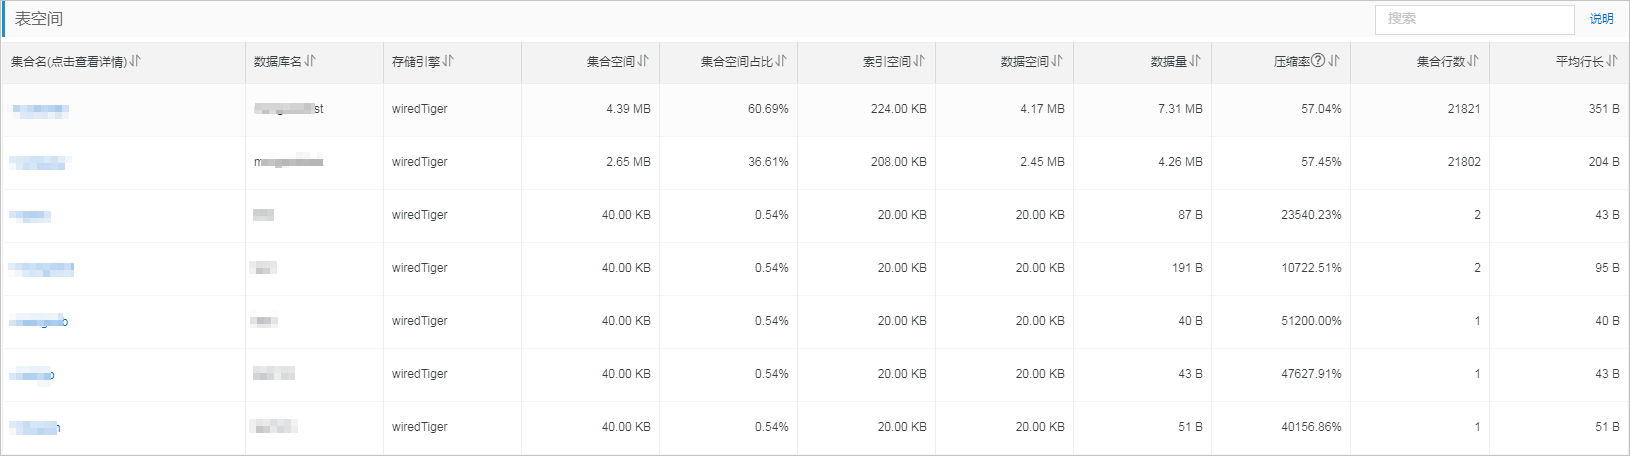 表空间 搜索 说明
集合名(点击查看详情) 数据库名 存储引擎 集合空间 集合空间占比 索引空间 数据空间 数据量 压缩率? 集合行数 平均行长
wiredTiger 4.39 MB 60.69% 224.00 KB 4.17 MB 7.31 MB 57.04% 21821 351 B
wiredTiger 2.65 MB 36.61% 208.00 KB 2.45 MB 4.26 MB 57.45% 21802 204 B
wiredTiger 40.00 KB 0.54% 20.00 KB 20.00 KB 87 B 23540.23% 2 43 B
wiredTiger 40.00 KB 0.54% 20.00 KB 20.00 KB 191 B 10722.51% 2 95 B
wiredTiger 40.00 KB 0.54% 20.00 KB 20.00 KB 40 B 51200.00% 1 40 B
wiredTiger 40.00 KB 0.54% 20.00 KB 20.00 KB 43 B 47627.91% 1 43 B
wiredTiger 40.00 KB 0.54% 20.00 KB 20.00 KB 51 B 40156.86% 1 51 B